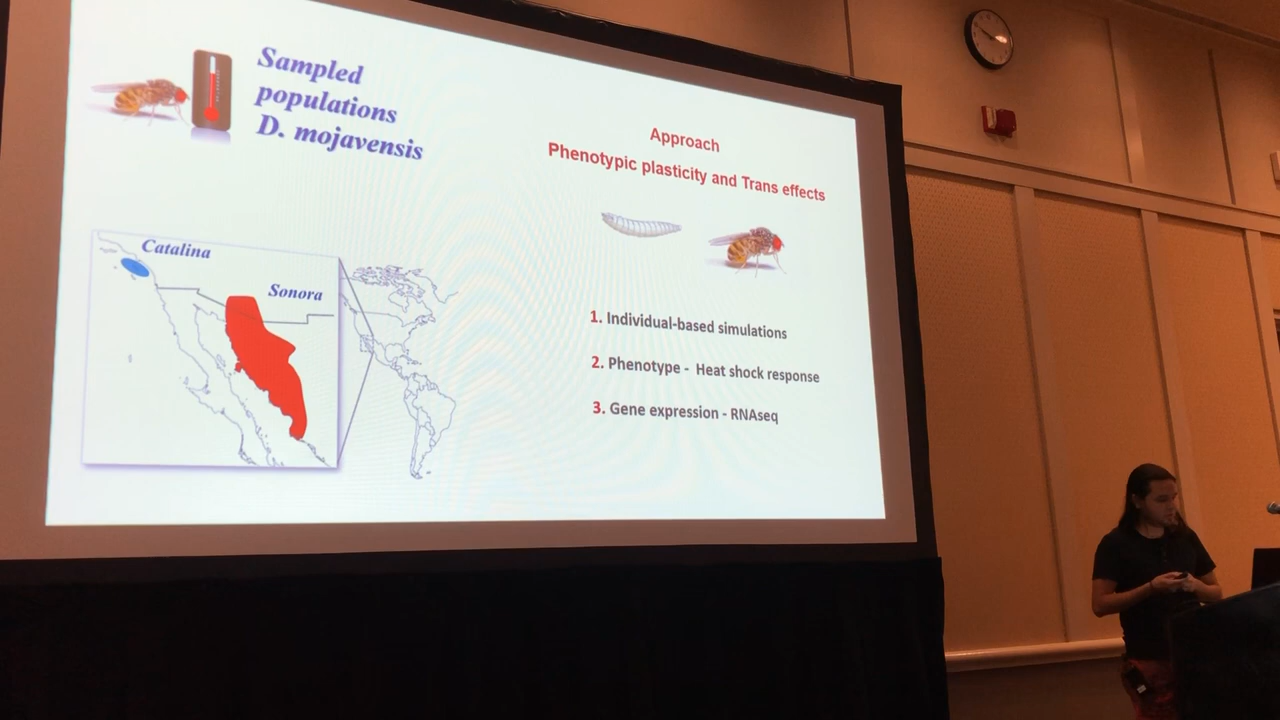 Sampled
populations
D. mojavensis
Catalina
Sonora
Approach
Phenotypic plasticity and Trans effects
1. Individual-based simulations
2. Phenotype - Heat shock response
3. Gene expression - RNAseq